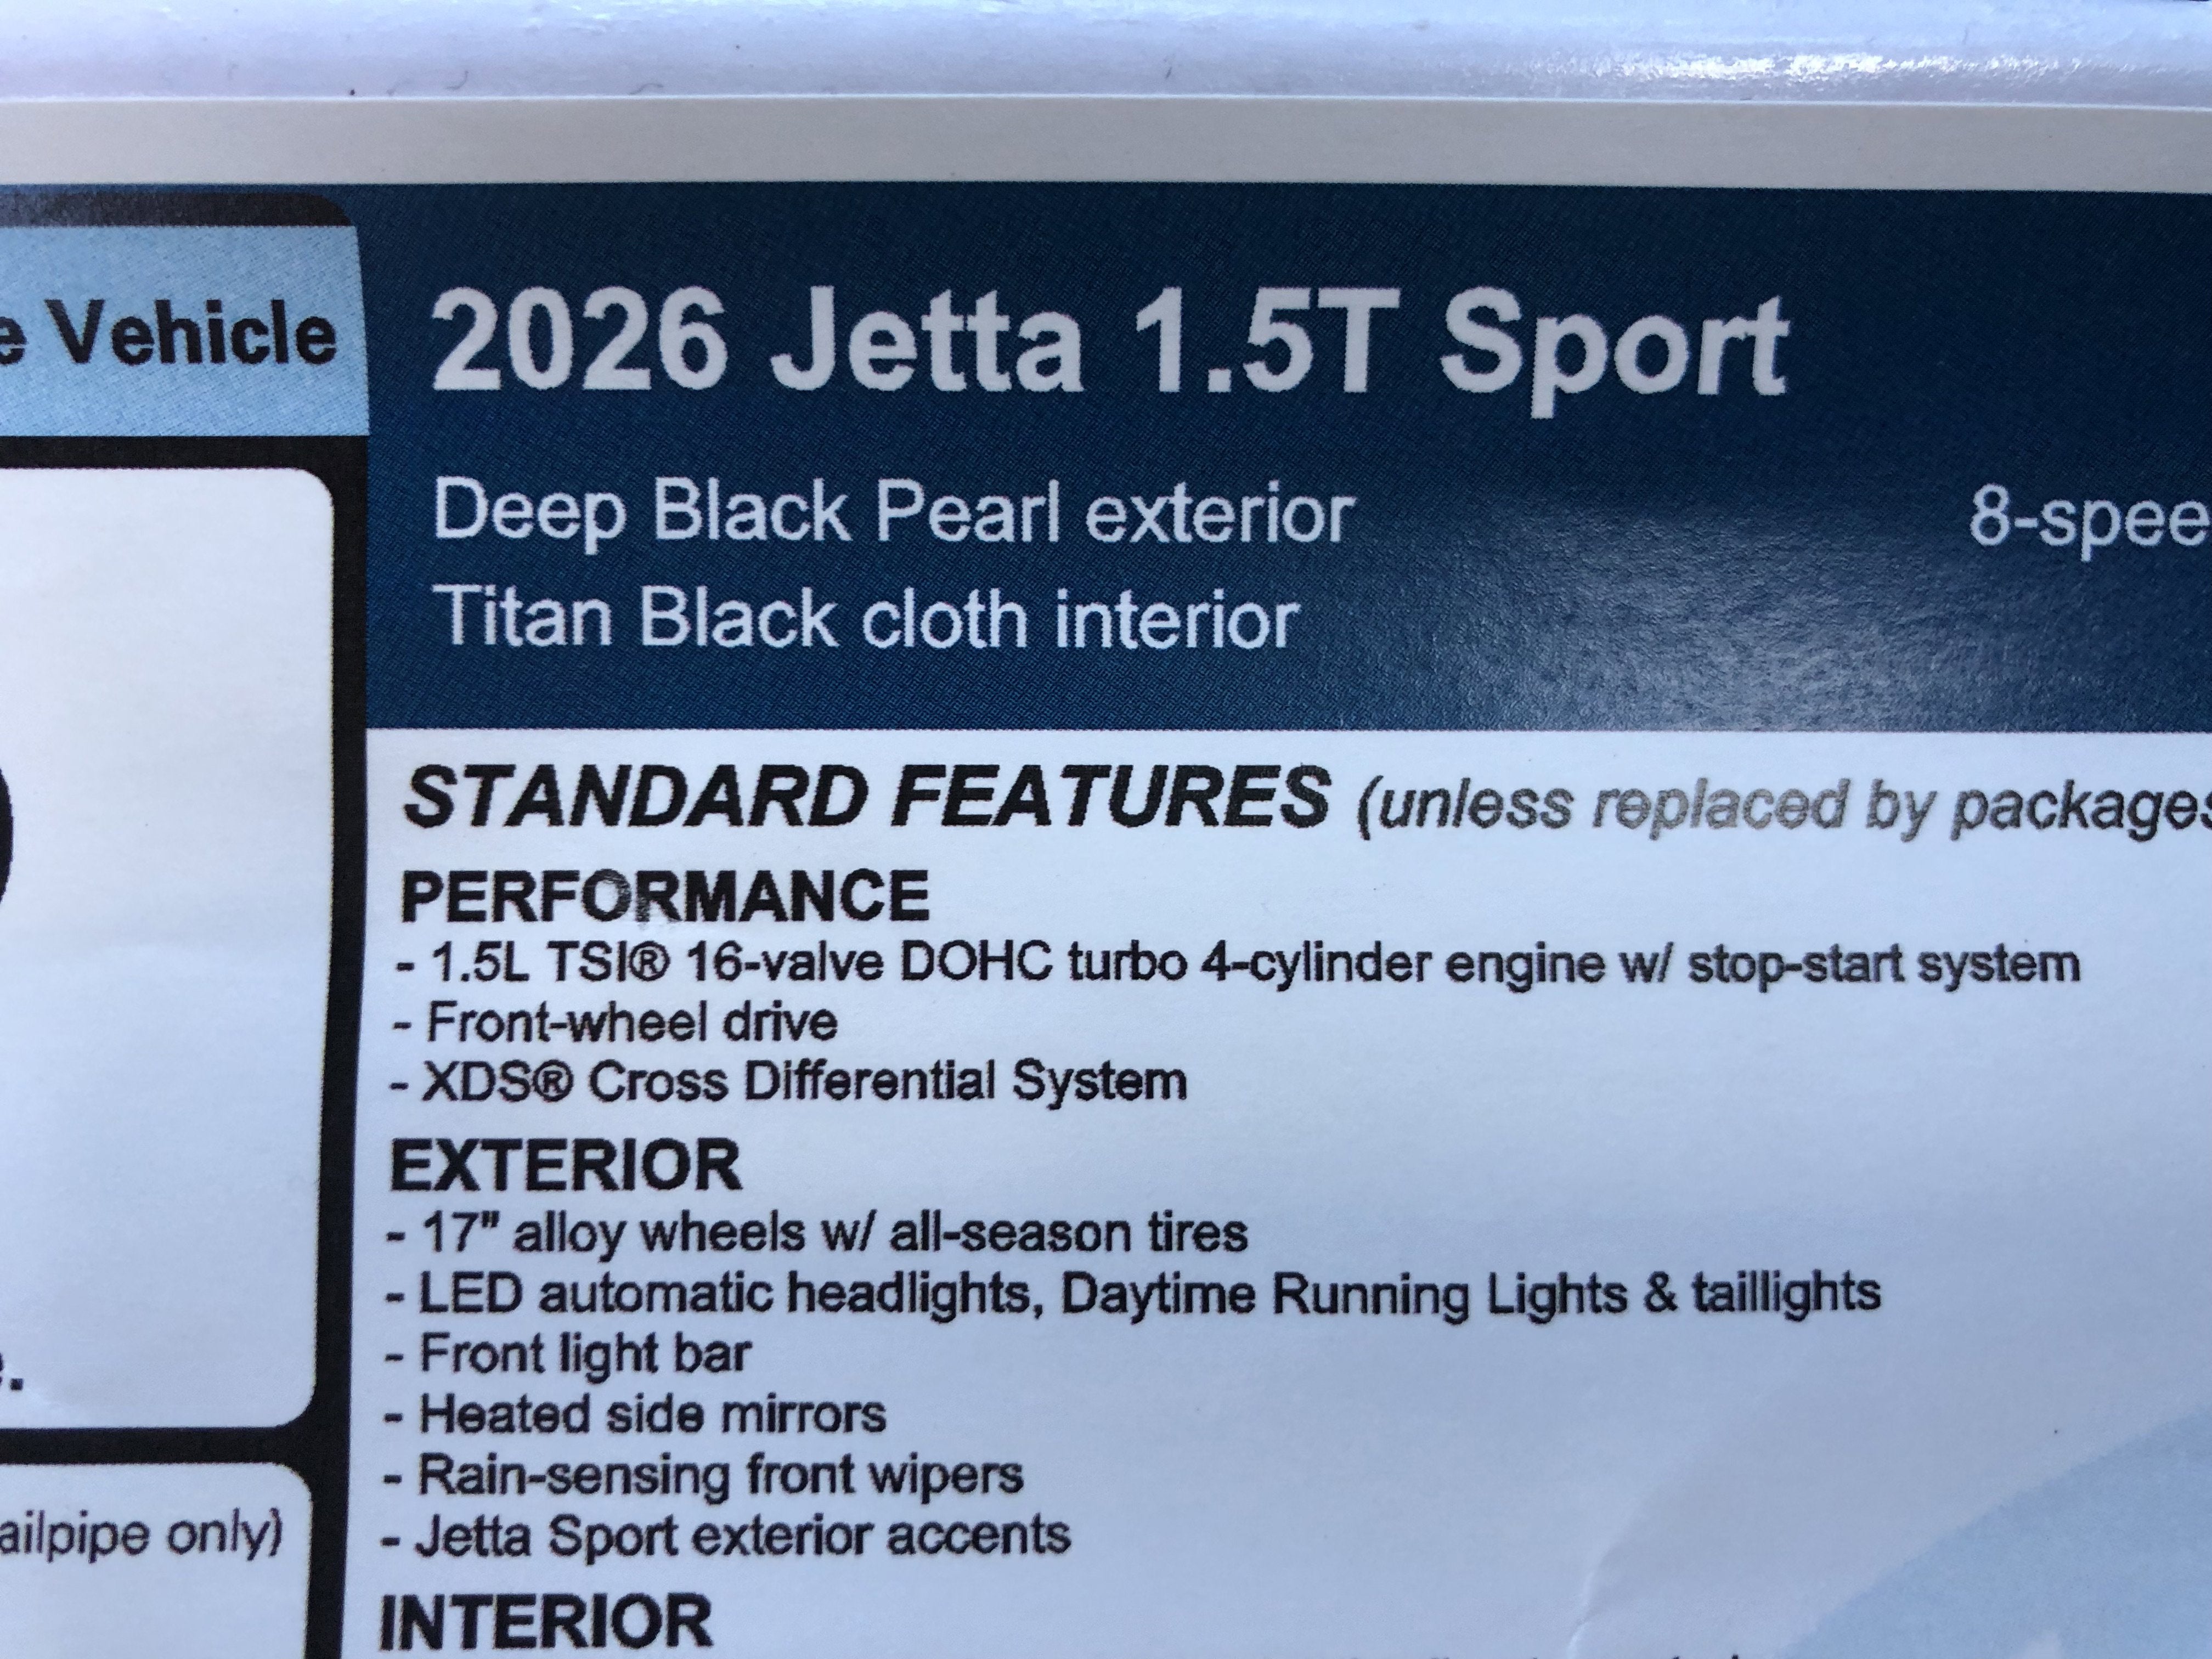 Vehicle
2026 Jetta 1.5T Sport
Deep Black Pearl exterior
8-spee
Titan Black cloth interior
STANDARD FEATURES (unless replaced by packages
PERFORMANCE
- 1.5L TSI® 16-valve DOHC turbo 4-cylinder engine w/ stop-start system
- Front-wheel drive
- XDS® Cross Differential System
EXTERIOR
- 17" alloy wheels w/ all-season tires
- LED automatic headlights, Daytime Running Lights & taillights
- Front light bar
- Heated side mirrors
- Rain-sensing front wipers
- Jetta Sport exterior accents
ailpipe only)
INTERIOR